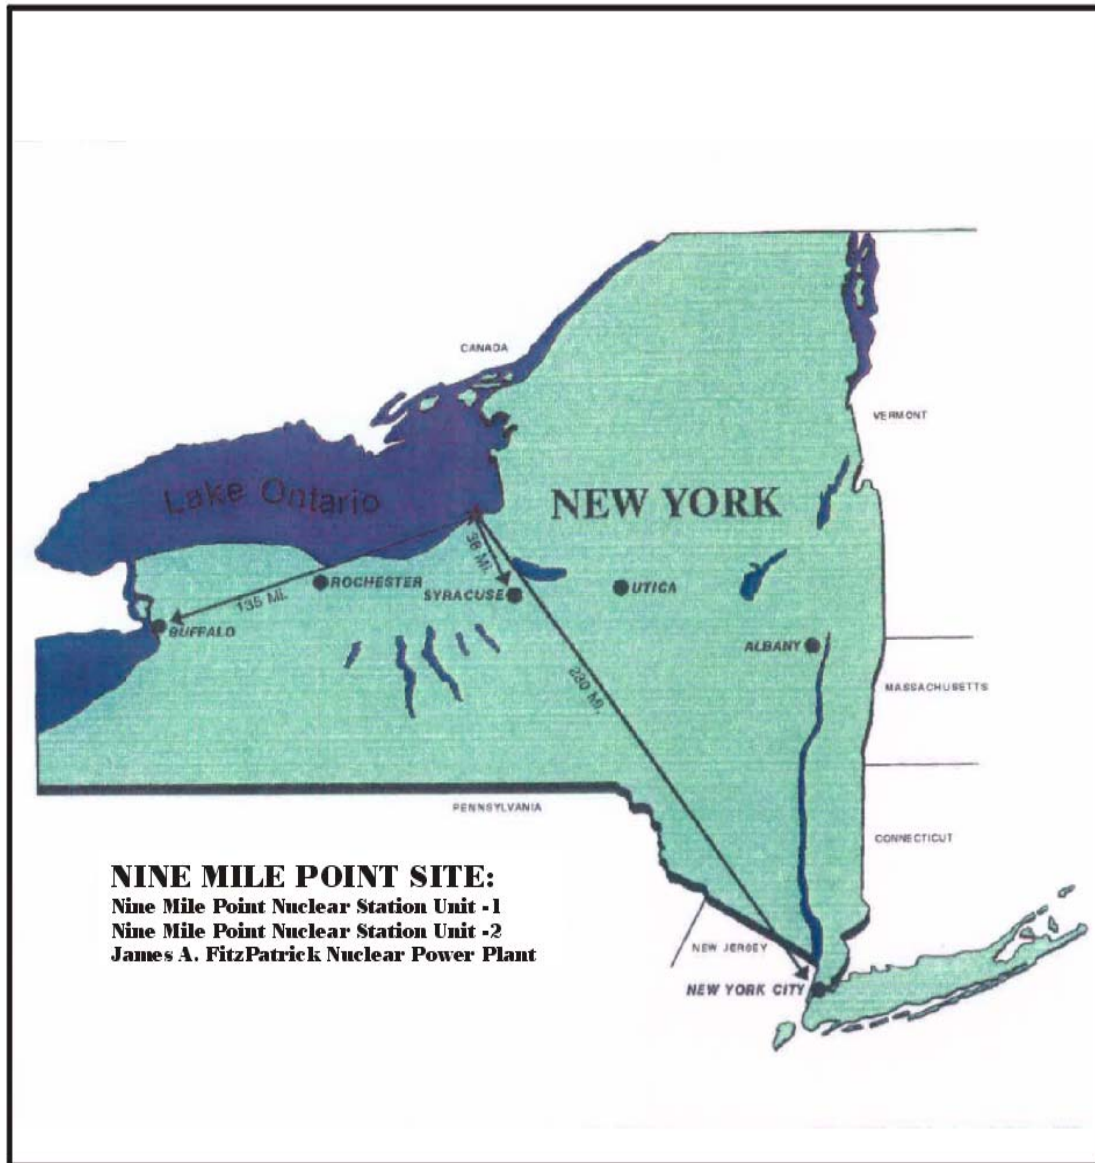 CANADA
VERMONT
Lake Ontario
NEW YORK
36 Mi.
ROCHESTER
SYRACUSE
UTICA
135 Mi.
BUFFALO
ALBANY
230 Mi.
MASSACHUSETTS
PENNSYLVANIA
CONNECTICUT
NINE MILE POINT SITE:
Nine Mile Point Nuclear Station Unit -1
Nine Mile Point Nuclear Station Unit -2
James A. FitzPatrick Nuclear Power Plant
NEW JERSEY
NEW YORK CITY